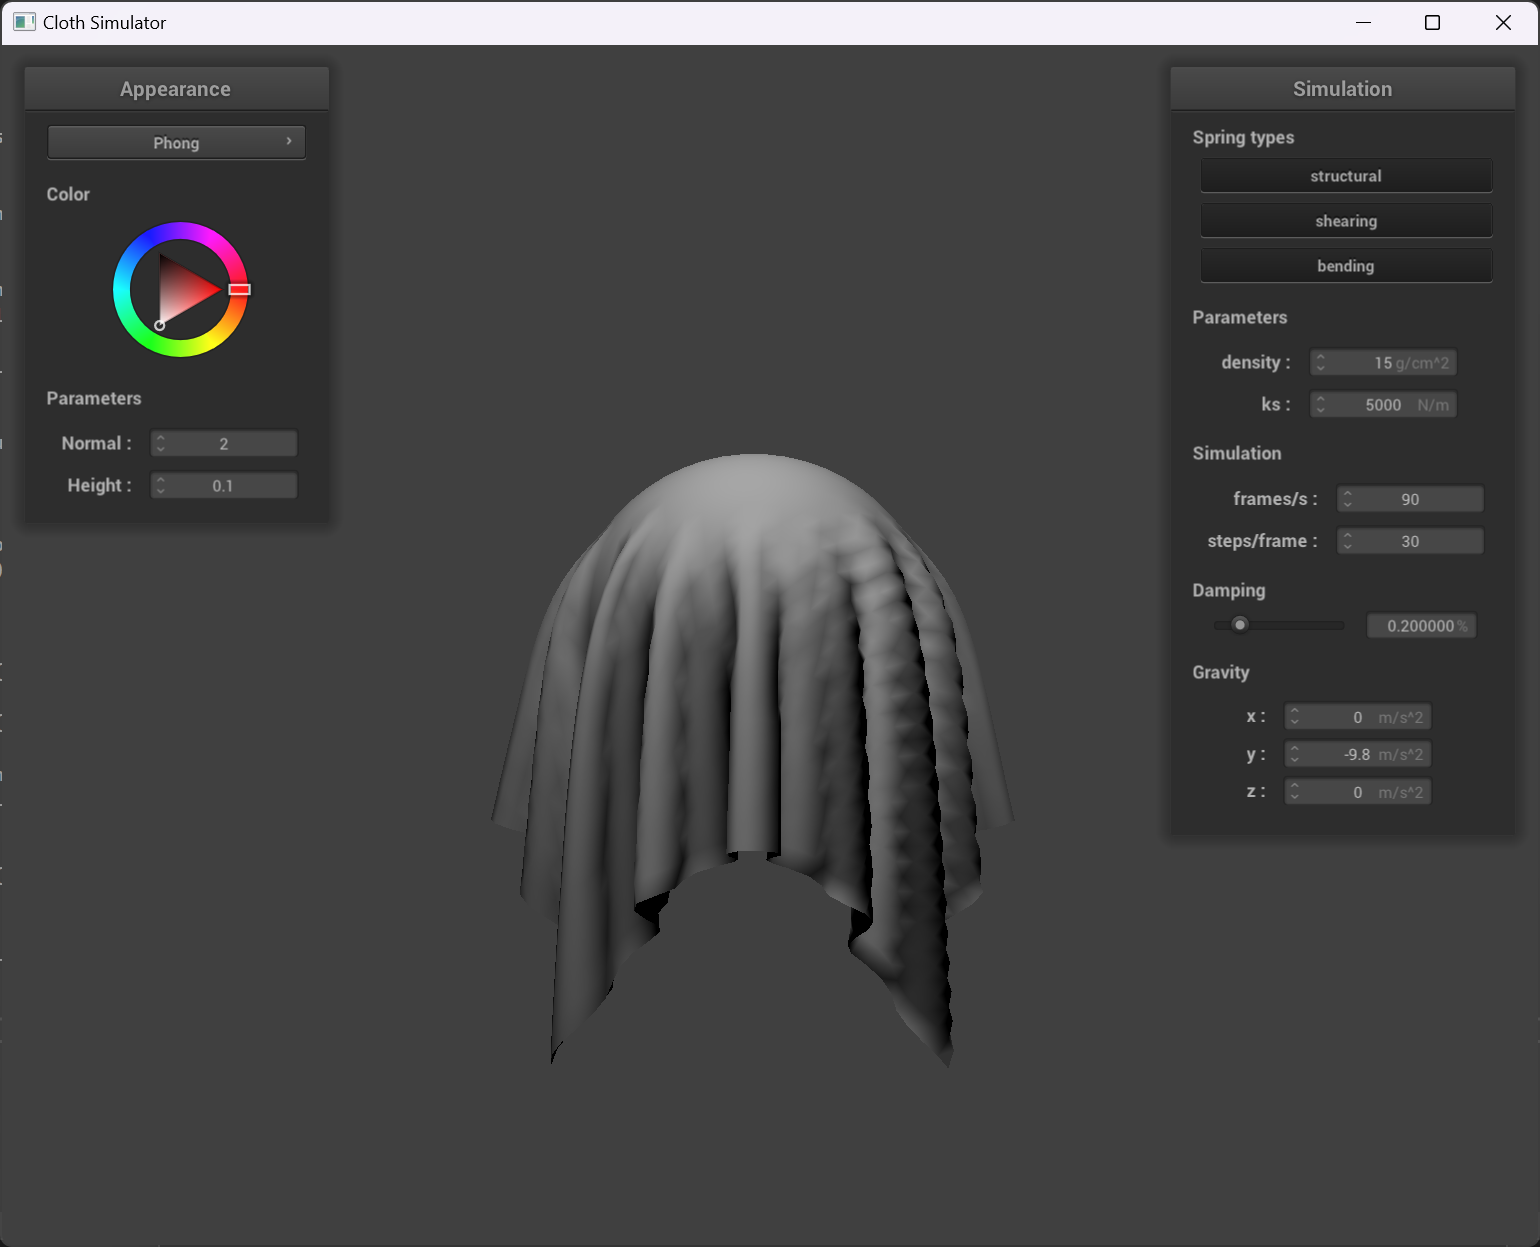 Cloth Simulator
Appearance
Phong
Color
Parameters
Normal : 2
Height : 0.1
Simulation
Spring types
structural
shearing
bending
Parameters
density : 15 g/cm^2
ks : 5000 N/m
Simulation
frames/s : 90
steps/frame : 30
Damping
0.200000 %
Gravity
x : 0 m/s^2
y : -9.8 m/s^2
z : 0 m/s^2